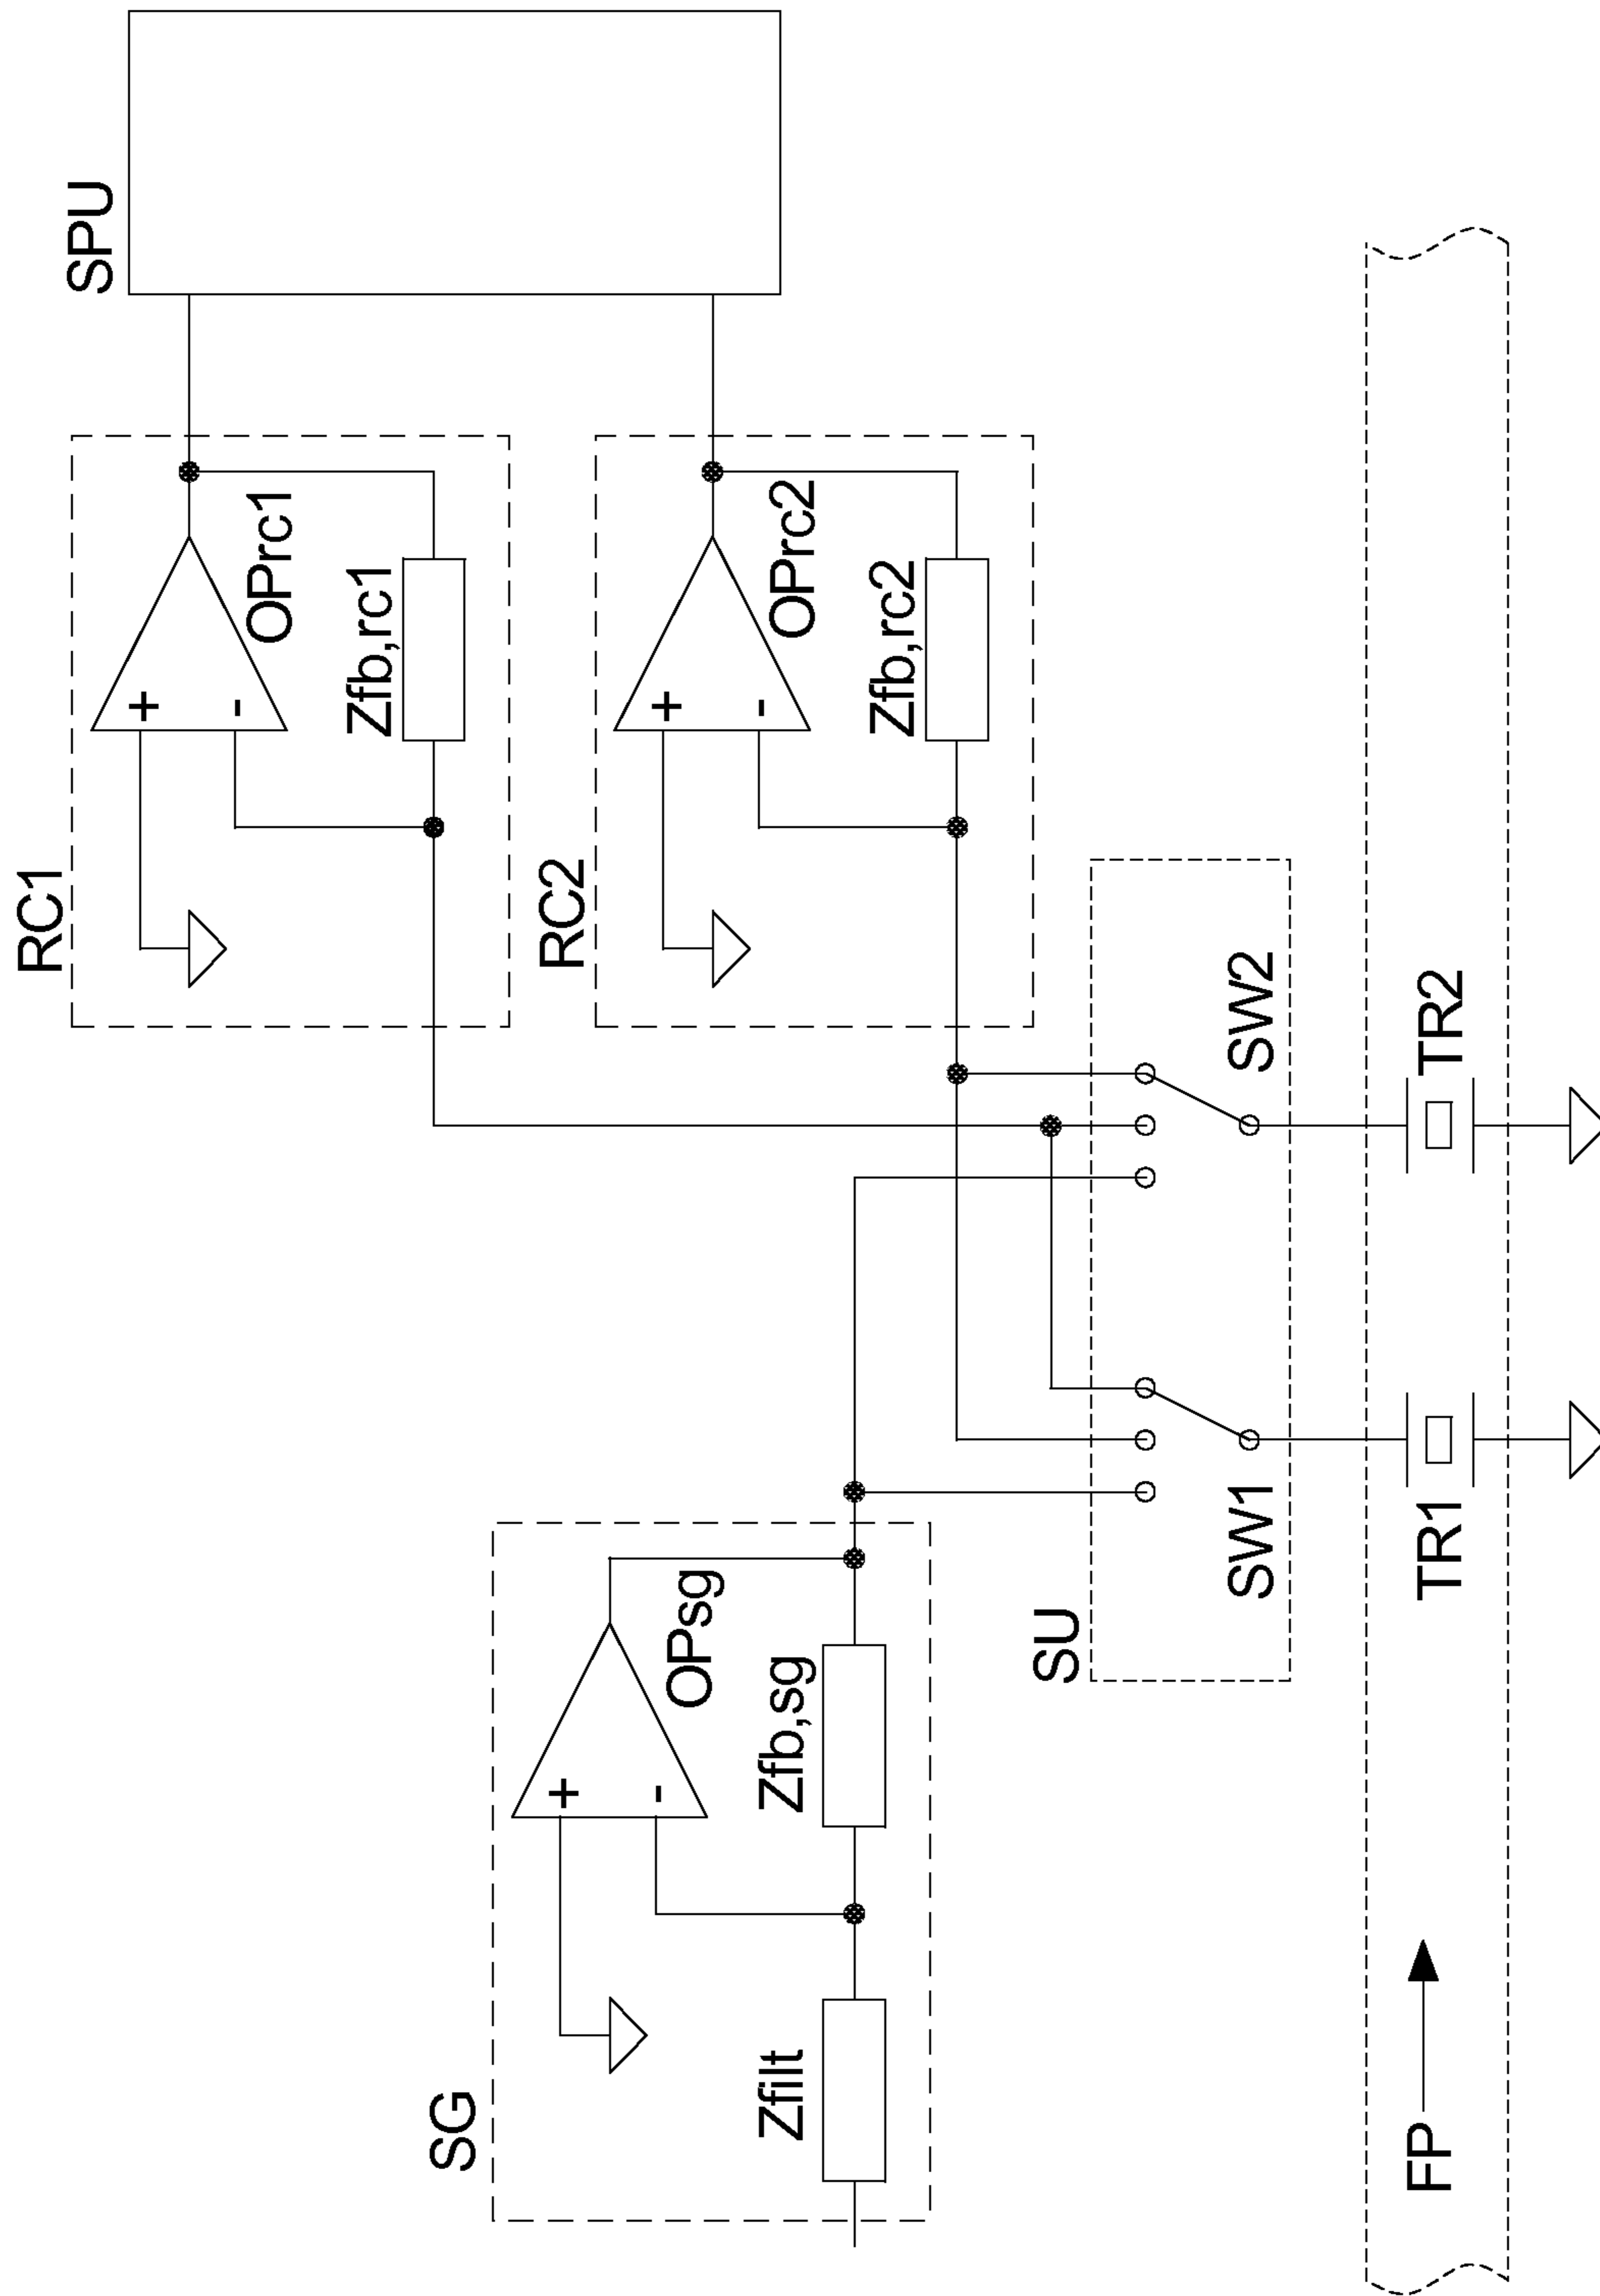 SPU
RC1
+
-
OPrc1
Zfb,rc1
RC2
+
-
OPrc2
Zfb,rc2
SG
+
-
OPsg
Zfilt
Zfb,sg
SU
SW1
SW2
TR1
TR2
FP